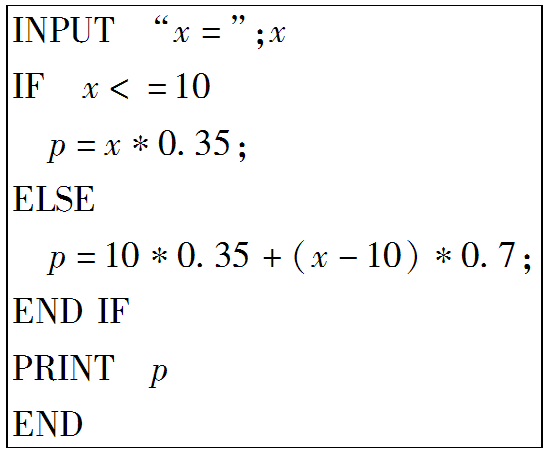 INPUT “x=”;x
IF x< =10
p=x*0.35;
ELSE
p=10*0.35+(x-10)*0.7;
END IF
PRINT p
END